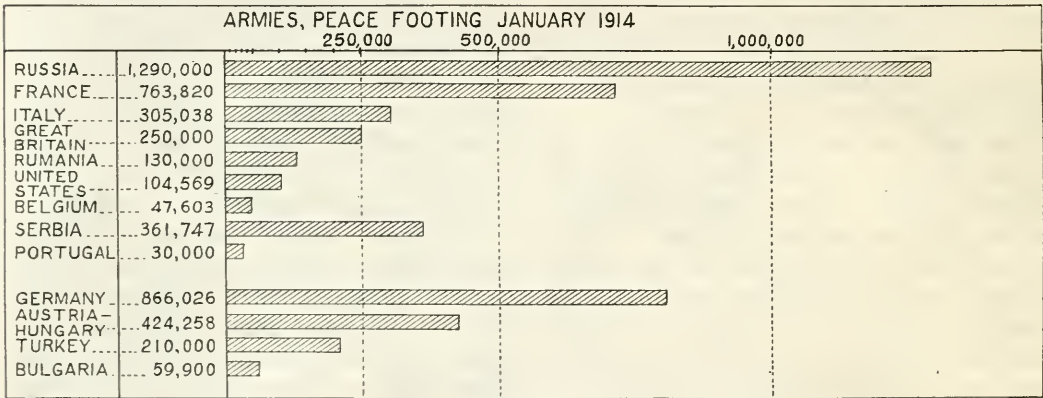 ARMIES, PEACE FOOTING JANUARY 1914
250,000 500,000 1,000,000
RUSSIA 1,290,000
FRANCE 763,820
ITALY 305,038
GREAT
BRITAIN 250,000
RUMANIA 130,000
UNITED
STATES 104,569
BELGIUM 47,603
SERBIA 361,747
PORTUGAL 30,000
GERMANY 866,026
AUSTRIA-
HUNGARY 424,258
TURKEY 210,000
BULGARIA 59,900